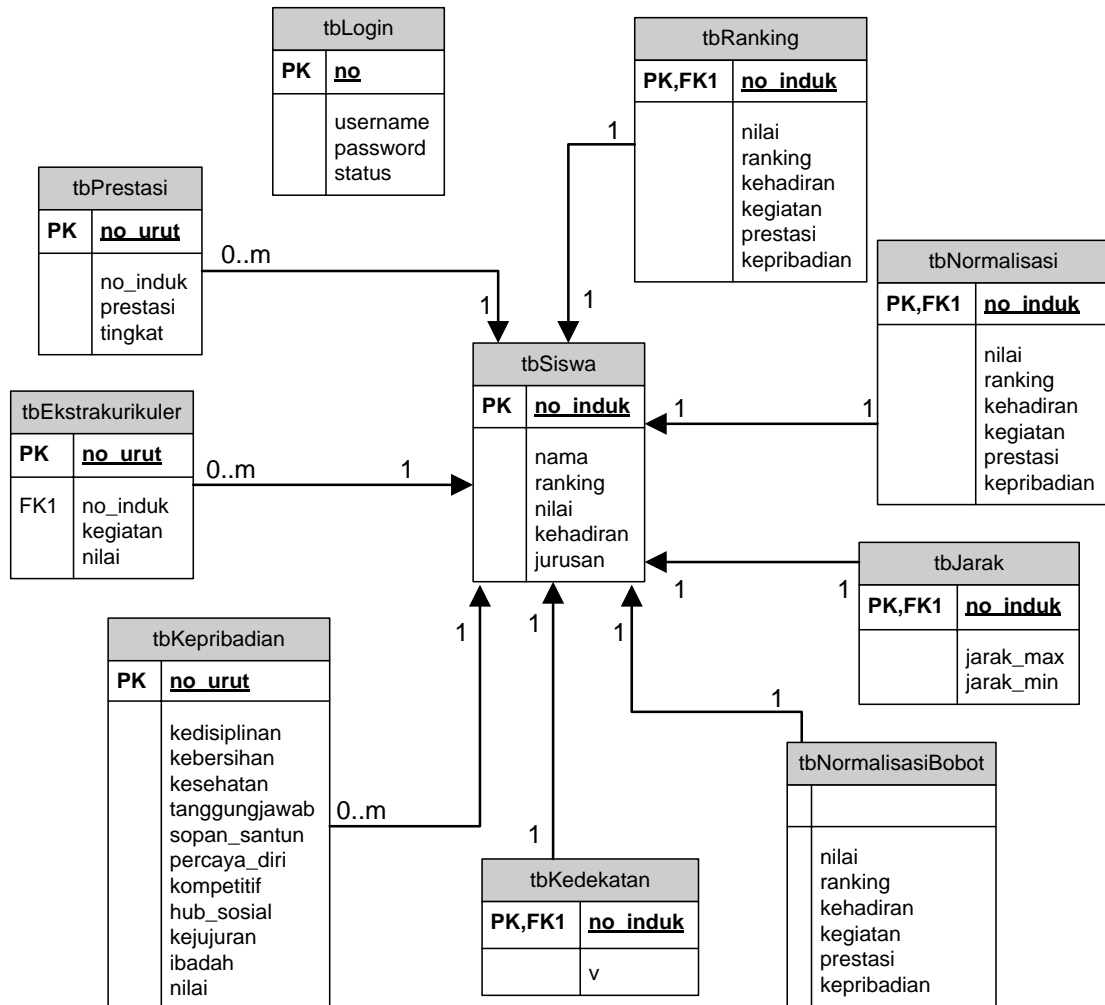 tbLogin
PK no
username
password
status
tbRanking
PK,FK1 no_induk
nilai
ranking
kehadiran
kegiatan
prestasi
kepribadian
1
1
tbPrestasi
PK no_urut
no_induk
prestasi
tingkat
0..m
1
tbNormalisasi
PK,FK1 no_induk
nilai
ranking
kehadiran
kegiatan
prestasi
kepribadian
1
1
tbSiswa
PK no_induk
nama
ranking
nilai
kehadiran
jurusan
tbEkstrakurikuler
PK no_urut
FK1 no_induk
kegiatan
nilai
0..m
1
tbJarak
PK,FK1 no_induk
jarak_max
jarak_min
1
1
tbKepribadian
PK no_urut
kedisiplinan
kebersihan
kesehatan
tanggungjawab
sopan_santun
percaya_diri
kompetitif
hub_sosial
kejujuran
ibadah
nilai
0..m
1
tbKedekatan
PK,FK1 no_induk
v
1
1
tbNormalisasiBobot
nilai
ranking
kehadiran
kegiatan
prestasi
kepribadian
1
1